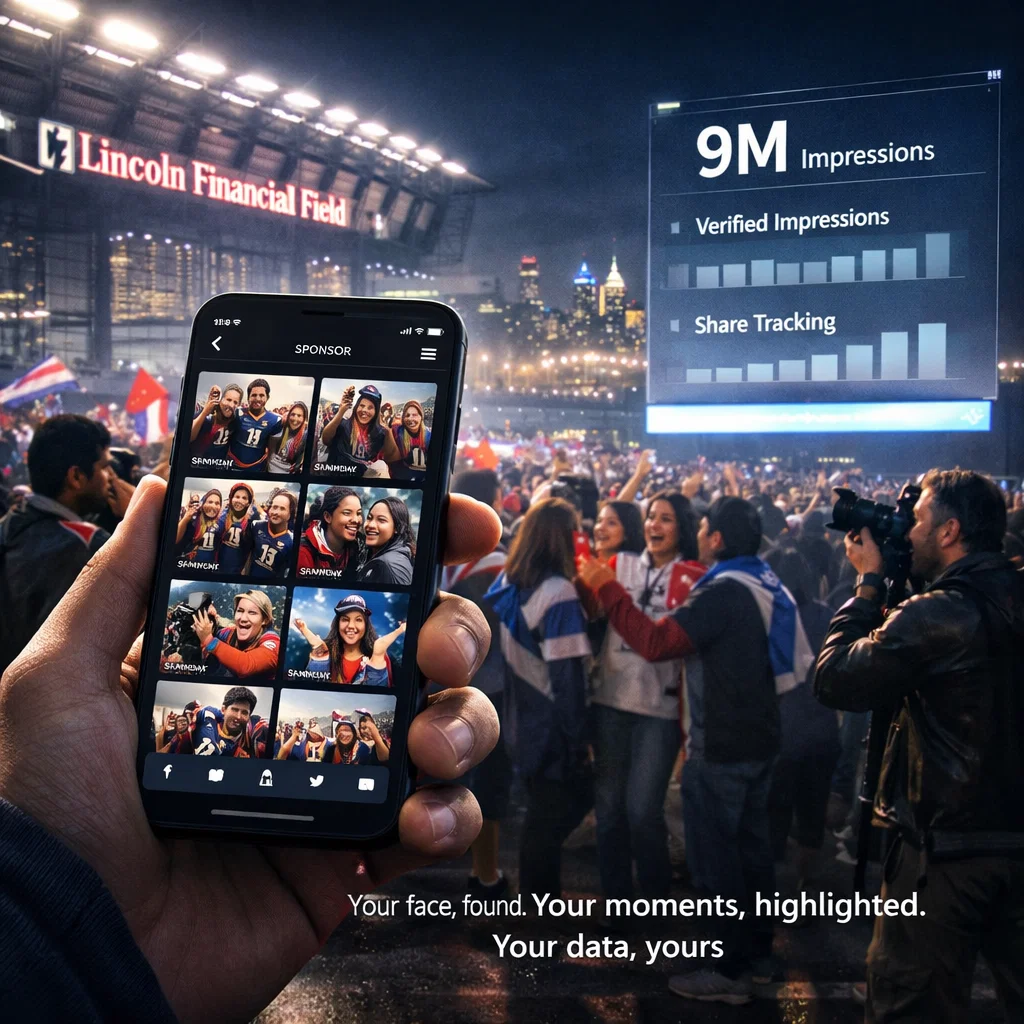 Lincoln Financial Field
9M Impressions
Verified Impressions
Share Tracking
SPONSOR
Your face, found. Your moments, highlighted.
Your data, yours